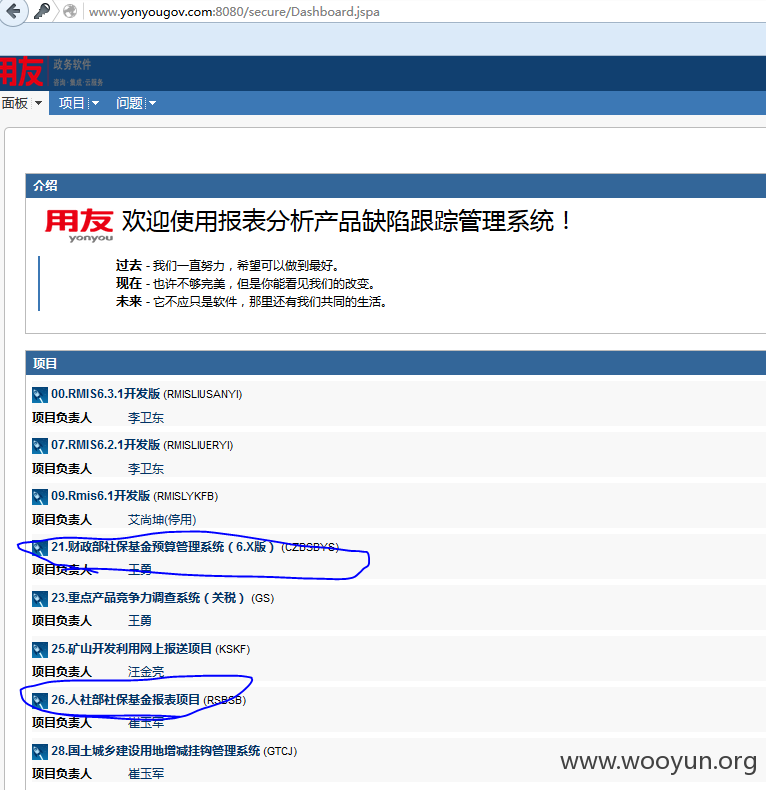 www.yonyougov.com:8080/secure/Dashboard.jspa
用友 政务软件
咨询·集成·云服务
面板 项目 问题
介绍
用友 yonyou 欢迎使用报表分析产品缺陷跟踪管理系统！
过去 - 我们一直努力，希望可以做到最好。
现在 - 也许不够完美，但是你能看见我们的改变。
未来 - 它不应只是软件，那里还有我们共同的生活。
项目
00.RMIS6.3.1开发版 (RMISLIUSANYI)
项目负责人 李卫东
07.RMIS6.2.1开发版 (RMISLIUERYI)
项目负责人 李卫东
09.Rmis6.1开发版 (RMISLYKFB)
项目负责人 艾尚坤(停用)
21.财政部社保基金预算管理系统（6.X版） (CZBSBYS)
项目负责人 王勇
23.重点产品竞争力调查系统（关税） (GS)
项目负责人 王勇
25.矿山开发利用网上报送项目 (KSKF)
项目负责人 汪金亮
26.人社部社保基金报表项目 (RSBSB)
项目负责人 崔玉军
28.国土城乡建设用地增减挂钩管理系统 (GTCJ)
项目负责人 崔玉军
www.wooyun.org